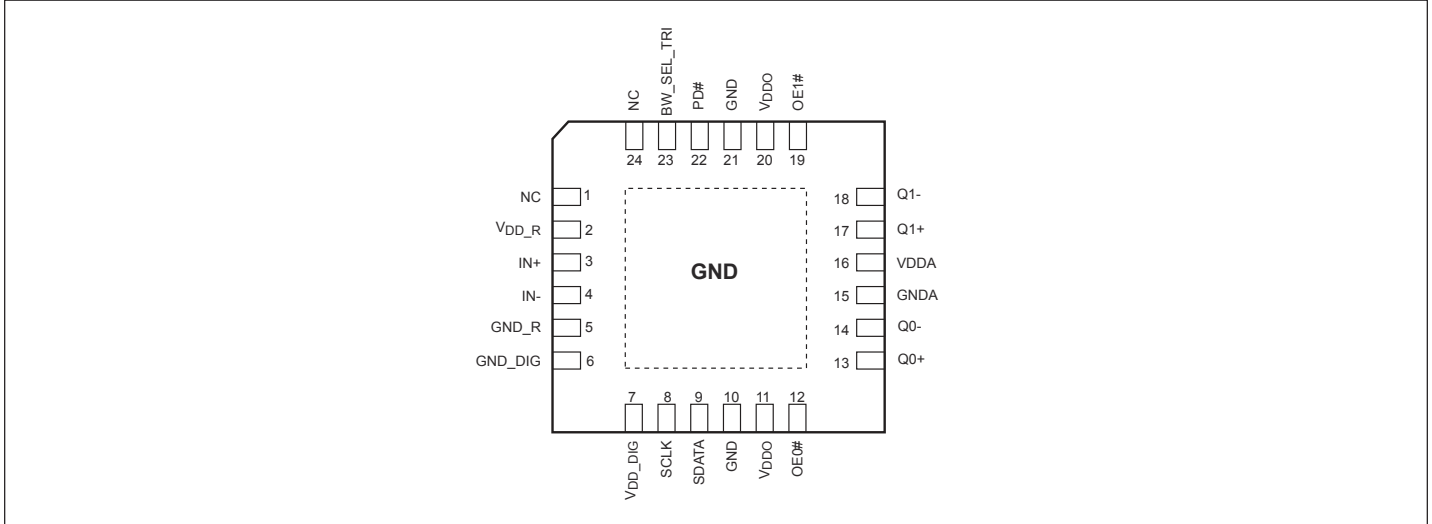 NC
BW_SEL_TRI
PD#
GND
VDDO
OE1#
24
23
22
21
20
19
NC 1
VDD_R 2
IN+ 3
IN- 4
GND_R 5
GND_DIG 6
GND
18 Q1-
17 Q1+
16 VDDA
15 GNDA
14 Q0-
13 Q0+
7
8
9
10
11
12
VDD_DIG
SCLK
SDATA
GND
VDDO
OE0#